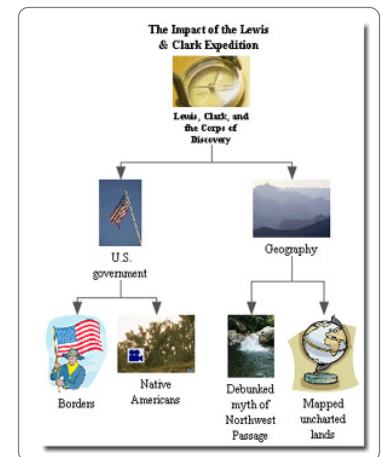 The Impact of the Lewis
& Clark Expedition
Lewis, Clark, and
the Corps of
Discovery
U.S.
government
Geography
Borders
Native
Americans
Debunked
myth of
Northwest
Passage
Mapped
uncharted
lands